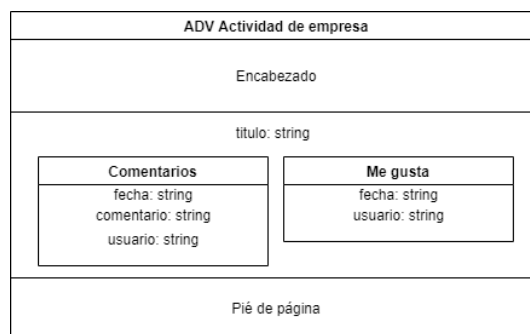 ADV Actividad de empresa
Encabezado
titulo: string
Comentarios
fecha: string
comentario: string
usuario: string
Me gusta
fecha: string
usuario: string
Pié de página